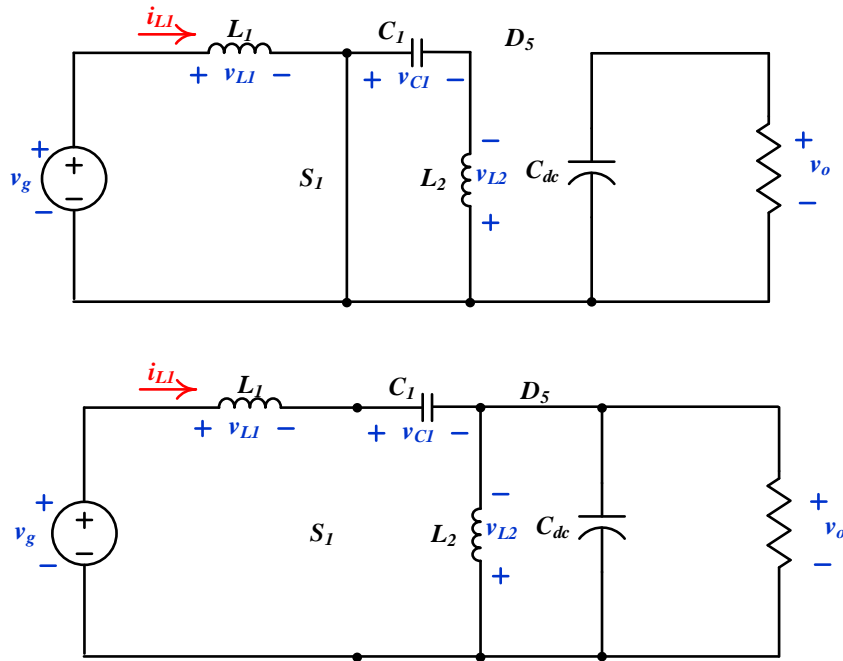 iL1
L1
C1
D5
+ vL1 −
+ vC1 −
+
vg
−
+
−
S1
L2
−
vL2
+
Cdc
+
vo
−
iL1
L1
C1
D5
+ vL1 −
+ vC1 −
+
vg
−
+
−
S1
L2
−
vL2
+
Cdc
+
vo
−